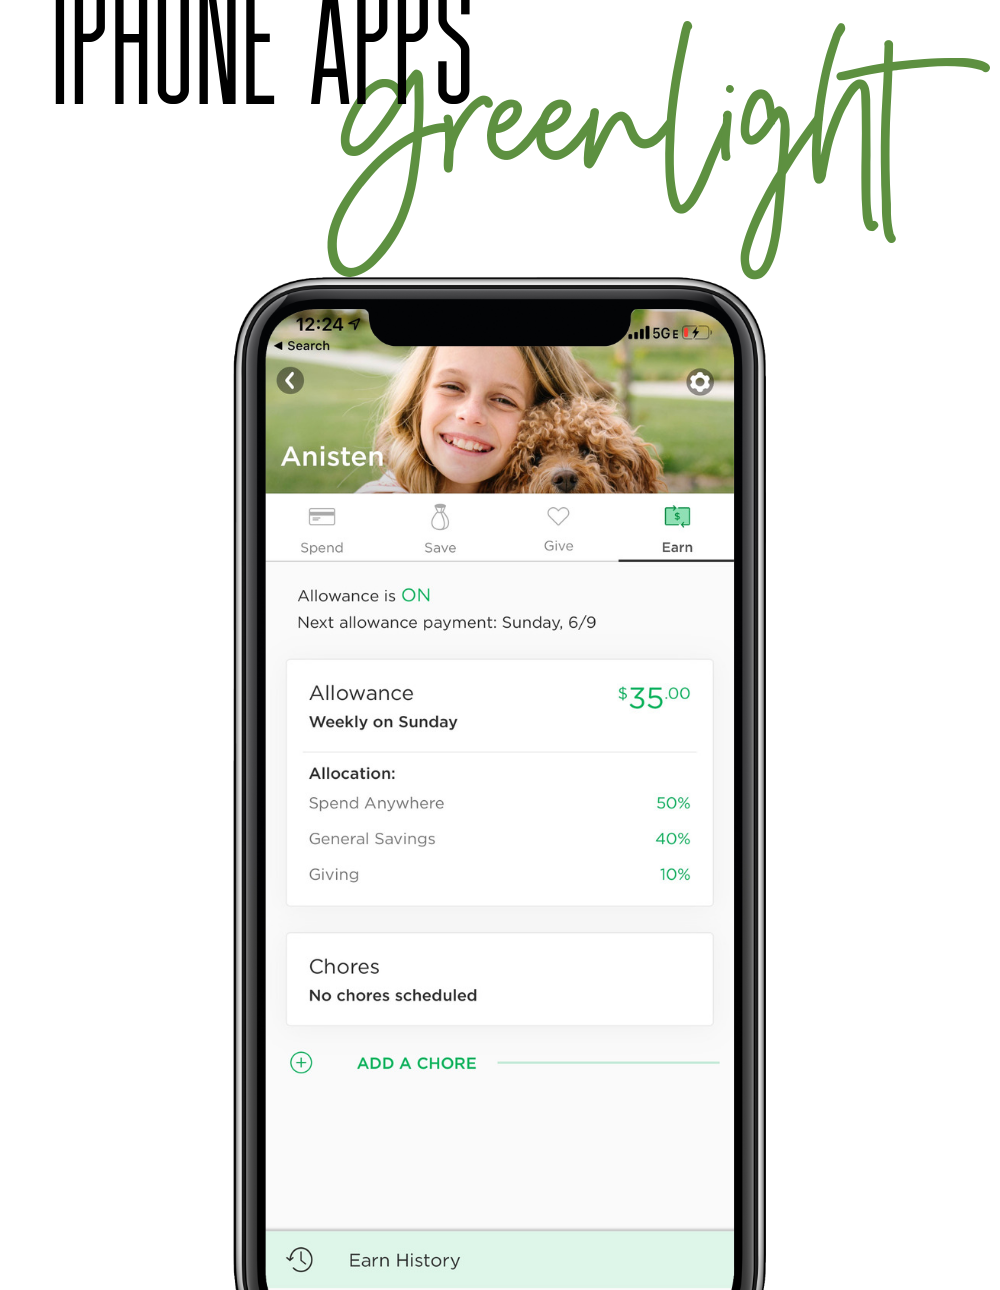 IPHONE APPS
greenlight
12:24
5GE
◀ Search
Anisten
Spend
Save
Give
Earn
Allowance is ON
Next allowance payment: Sunday, 6/9
Allowance
$35.00
Weekly on Sunday
Allocation:
Spend Anywhere 50%
General Savings 40%
Giving 10%
Chores
No chores scheduled
ADD A CHORE
Earn History